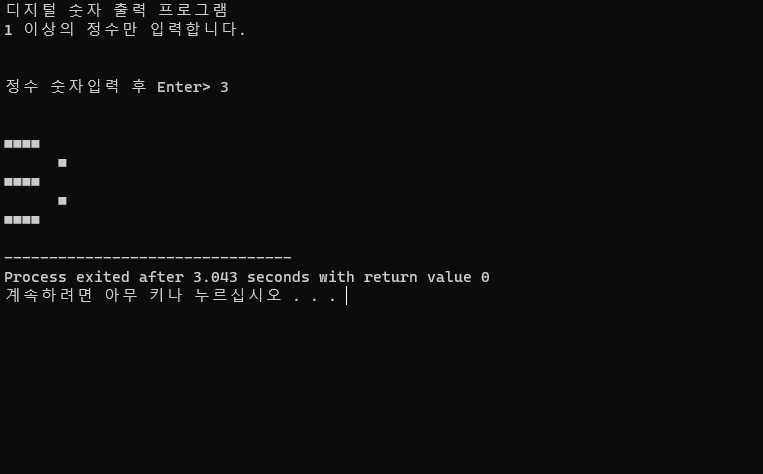 디지털 숫자 출력 프로그램
1 이상의 정수만 입력합니다.
정수 숫자입력 후 Enter> 3
■■■■
■
■■■■
■
■■■■
--------------------------------
Process exited after 3.043 seconds with return value 0
계속하려면 아무 키나 누르십시오 . . .